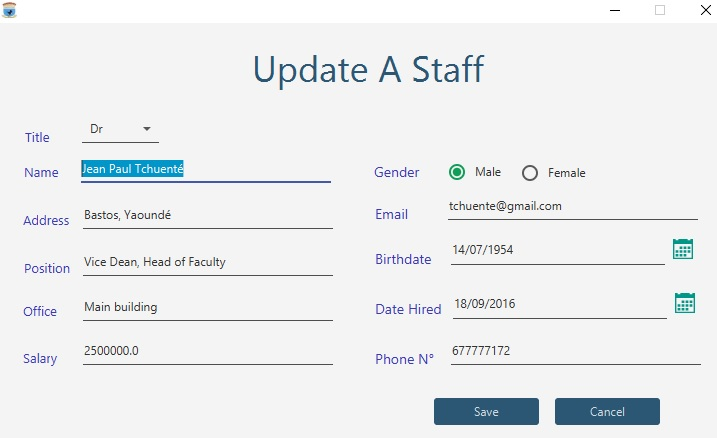 Update A Staff
Title Dr
Name Jean Paul Tchuenté
Gender Male Female
Address Bastos, Yaoundé
Email tchuente@gmail.com
Position Vice Dean, Head of Faculty
Birthdate 14/07/1954
Office Main building
Date Hired 18/09/2016
Salary 2500000.0
Phone N° 677777172
Save Cancel